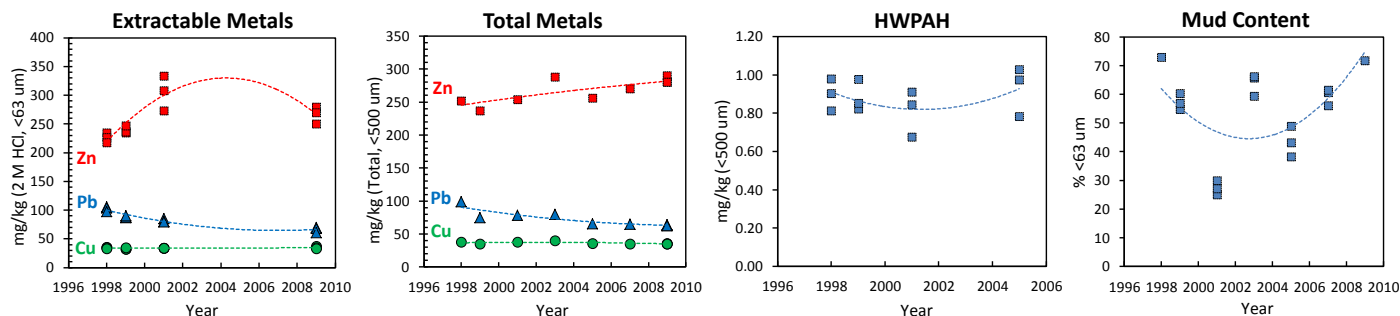 Extractable Metals
mg/kg (2 M HCl, <63 um)
400
350
300
250
200
150
100
50
0
Zn
Pb
Cu
1996 1998 2000 2002 2004 2006 2008 2010
Year
Total Metals
mg/kg (Total, <500 um)
350
300
250
200
150
100
50
0
Zn
Pb
Cu
1996 1998 2000 2002 2004 2006 2008 2010
Year
HWPAH
mg/kg (<500 um)
1.20
1.00
0.80
0.60
0.40
0.20
0.00
1996 1998 2000 2002 2004 2006
Year
Mud Content
% <63 um
80
70
60
50
40
30
20
10
0
1996 1998 2000 2002 2004 2006 2008 2010
Year